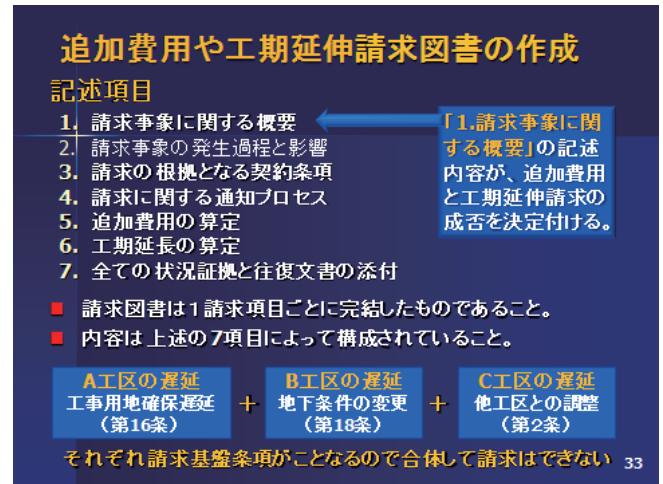 追加費用や工期延伸請求図書の作成
記述項目
1. 請求事象に関する概要
2. 請求事象の発生過程と影響
3. 請求の根拠となる契約条項
4. 請求に関する通知プロセス
5. 追加費用の算定
6. 工期延長の算定
7. 全ての状況証拠と往復文書の添付
「1.請求事象に関
する概要」の記述
内容が、追加費用
と工期延伸請求の
成否を決定付ける。
■ 請求図書は1請求項目ごとに完結したものであること。
■ 内容は上述の7項目によって構成されていること。
A工区の遅延
工事用地確保遅延
(第16条)
+
B工区の遅延
地下条件の変更
(第18条)
+
C工区の遅延
他工区との調整
(第2条)
それぞれ請求基盤条項がことなるので合体して請求はできない
33